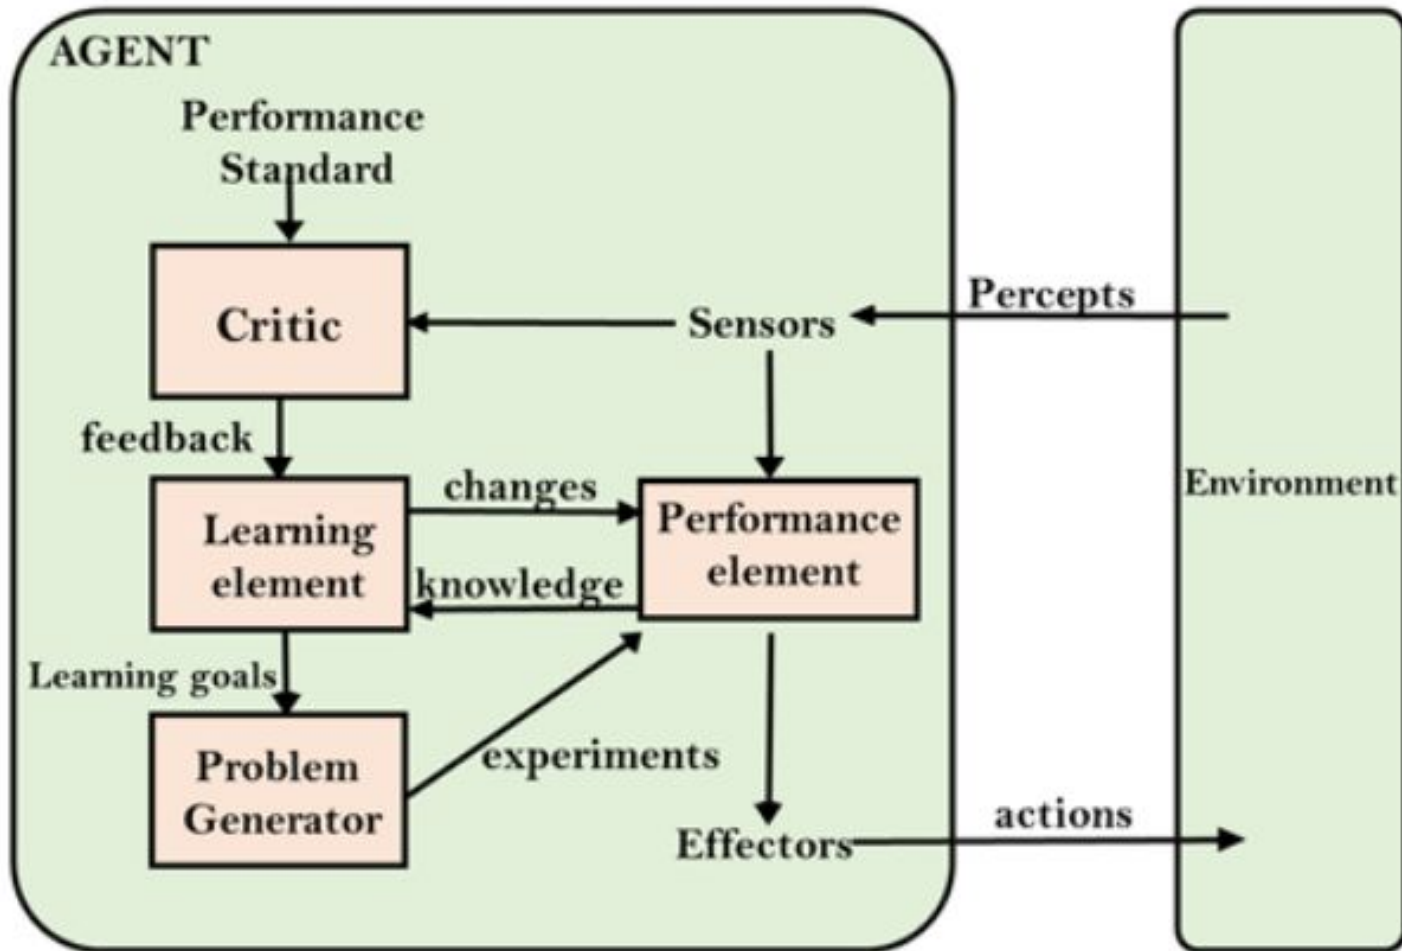 AGENT
Performance
Standard
Critic
Sensors
Percepts
feedback
changes
Environment
Learning
element
Performance
element
knowledge
Learning goals
Problem
Generator
experiments
Effectors
actions